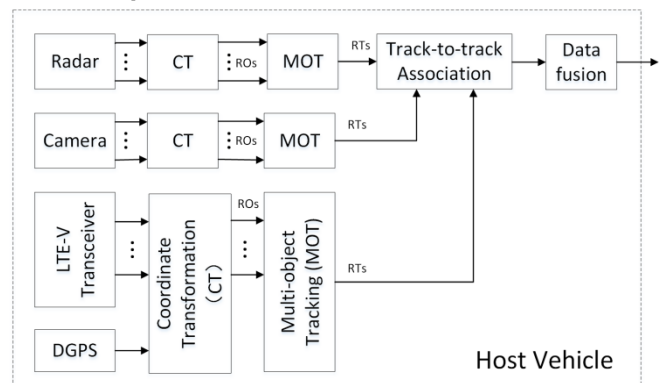 Radar
CT
ROs
MOT
RTs
Track-to-track
Association
Data
fusion
Camera
CT
ROs
MOT
RTs
LTE-V
Transceiver
Coordinate
Transformation
(CT)
ROs
Multi-object
Tracking (MOT)
RTs
DGPS
Host Vehicle